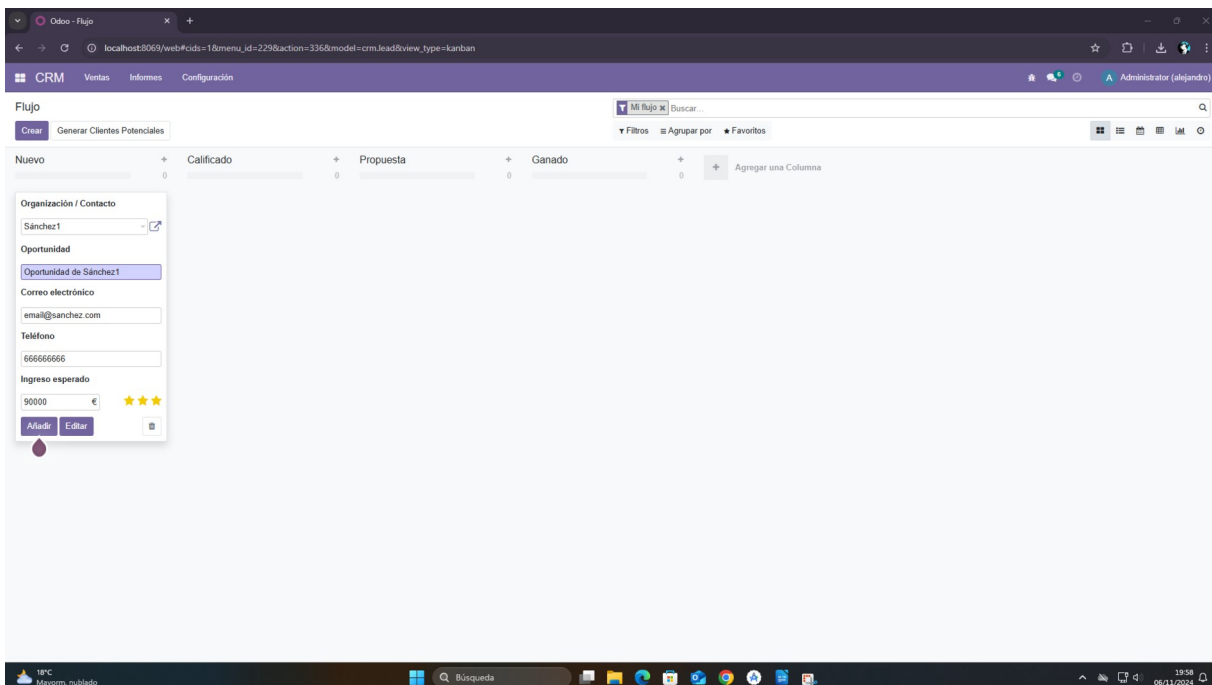 Odoo - Flujo
localhost:8069/web#cids=1&menu_id=229&action=336&model=crm.lead&view_type=kanban
CRM Ventas Informes Configuración 6 A Administrator (alejandro)
Flujo Mi flujo Buscar...
Crear Generar Clientes Potenciales Filtros Agrupar por Favoritos
Nuevo + Calificado + Propuesta + Ganado + + Agregar una Columna
0 0 0 0
Organización / Contacto
Sánchez1
Oportunidad
Oportunidad de Sánchez1
Correo electrónico
email@sanchez.com
Teléfono
666666666
Ingreso esperado
90000 €
Añadir Editar
18°C
Mayorm. nublado
Búsqueda
19:58
06/11/2024